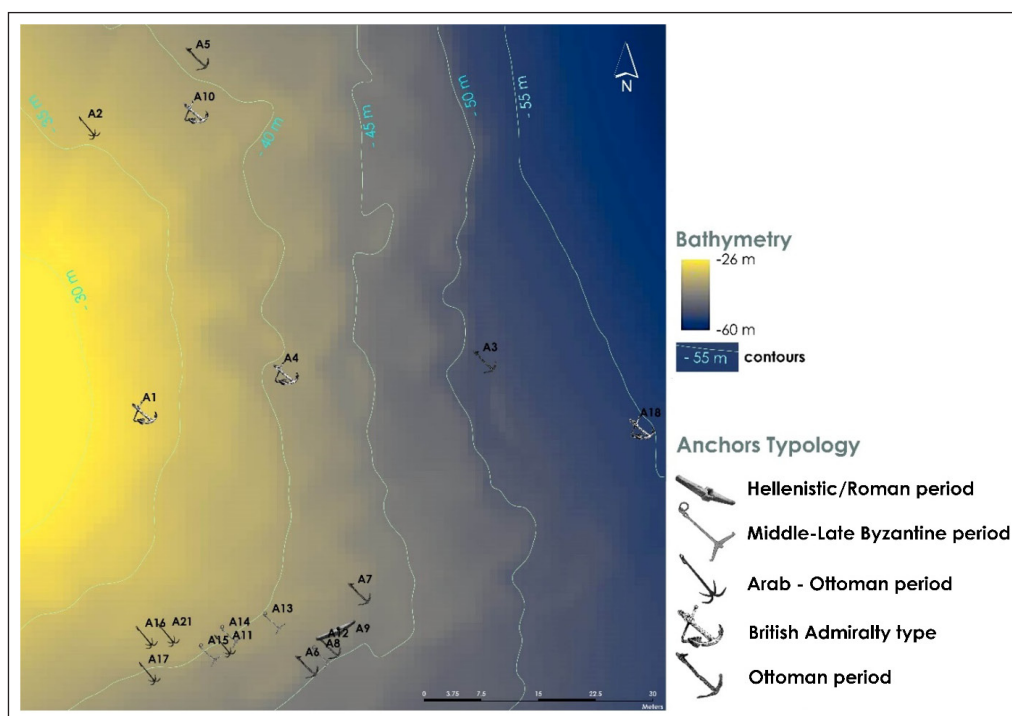 A5
A10
A2
- 35 m
- 40 m
- 45 m
- 50 m
- 55 m
N
- 30 m
A4
A3
A1
A18
A7
A16
A21
A14
A13
A15
A11
A12
A9
A8
A6
A17
0 3.75 7.5 15 22.5 30
Meters
Bathymetry
-26 m
-60 m
- 55 m contours
Anchors Typology
Hellenistic/Roman period
Middle-Late Byzantine period
Arab - Ottoman period
British Admiralty type
Ottoman period